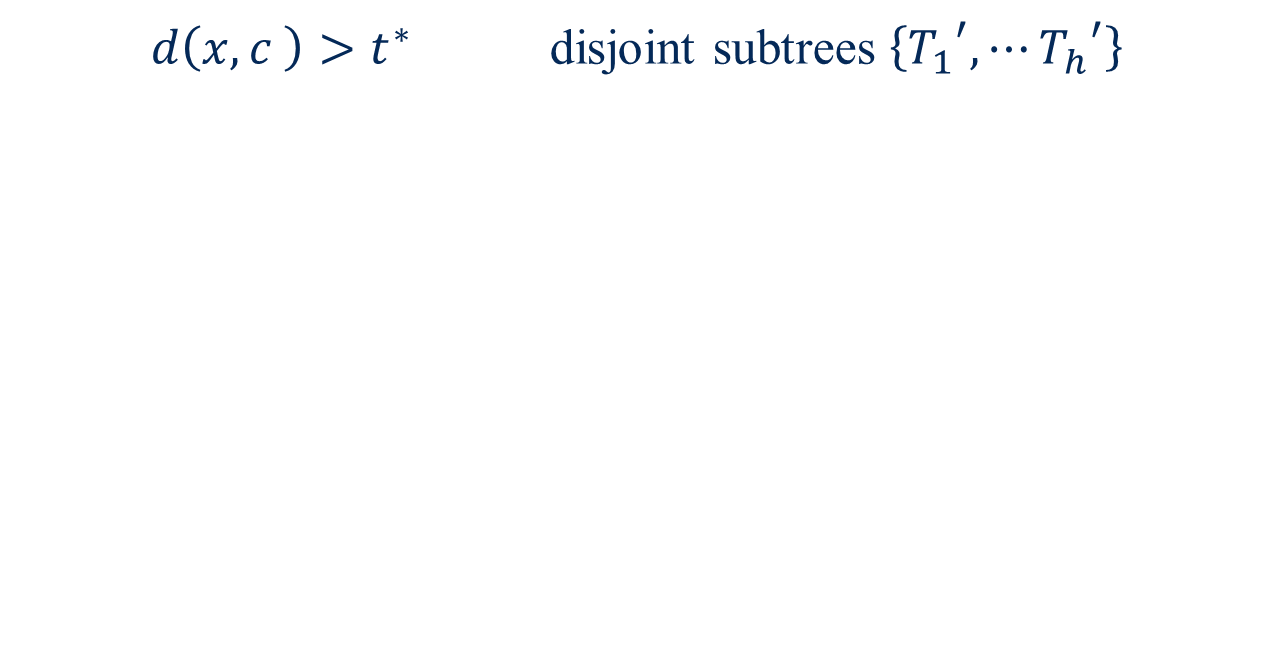 d(x, c ) > t* disjoint subtrees {T₁′, ⋯ Tₕ′}